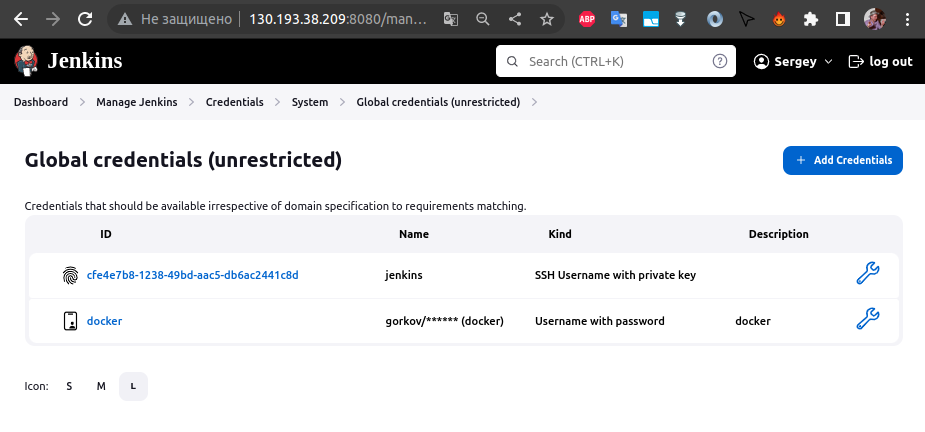 Не защищено 130.193.38.209:8080/man...
ABP
Jenkins
Search (CTRL+K)
?
Sergey
log out
Dashboard
Manage Jenkins
Credentials
System
Global credentials (unrestricted)
Global credentials (unrestricted)
+ Add Credentials
Credentials that should be available irrespective of domain specification to requirements matching.
ID Name Kind Description
cfe4e7b8-1238-49bd-aac5-db6ac2441c8d jenkins SSH Username with private key
docker gorkov/****** (docker) Username with password docker
Icon: S M L